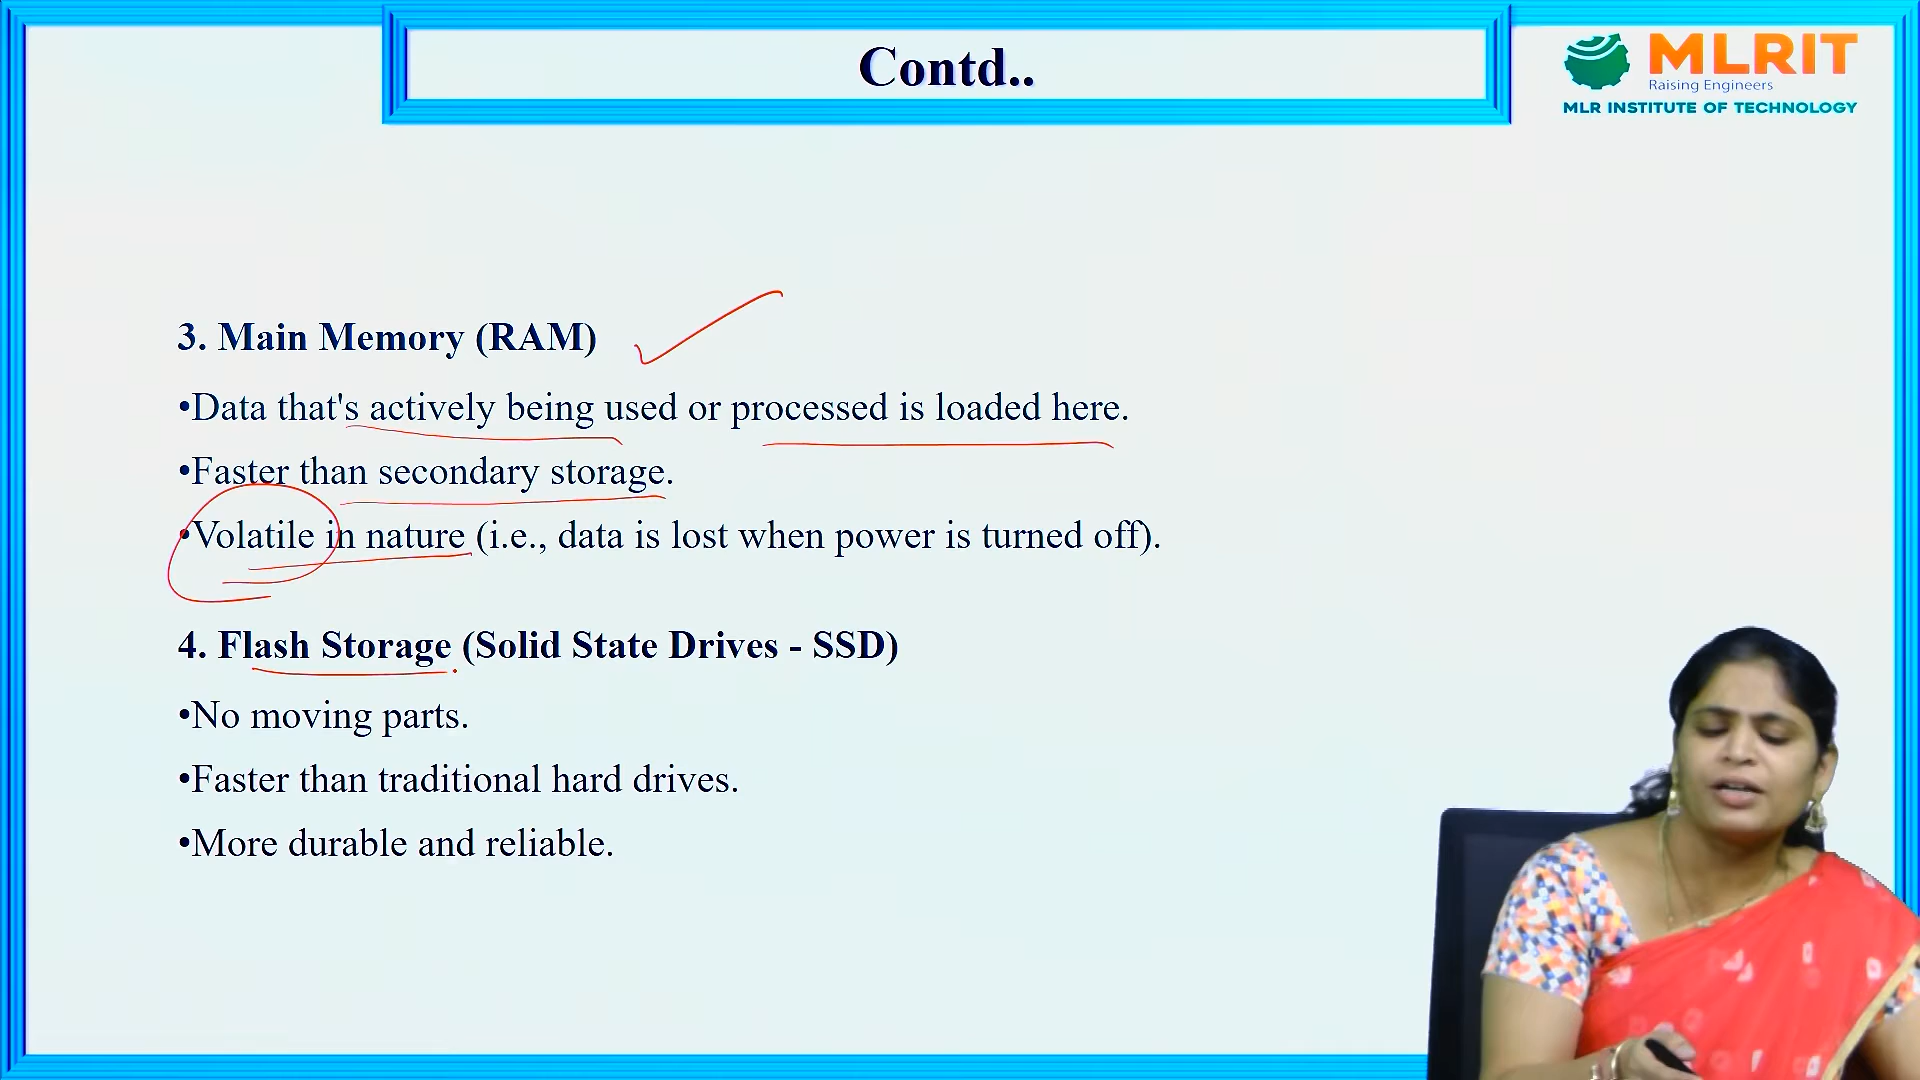 Contd..
MLRIT
Raising Engineers
MLR INSTITUTE OF TECHNOLOGY
3. Main Memory (RAM)
•Data that's actively being used or processed is loaded here.
•Faster than secondary storage.
•Volatile in nature (i.e., data is lost when power is turned off).
4. Flash Storage (Solid State Drives - SSD)
•No moving parts.
•Faster than traditional hard drives.
•More durable and reliable.